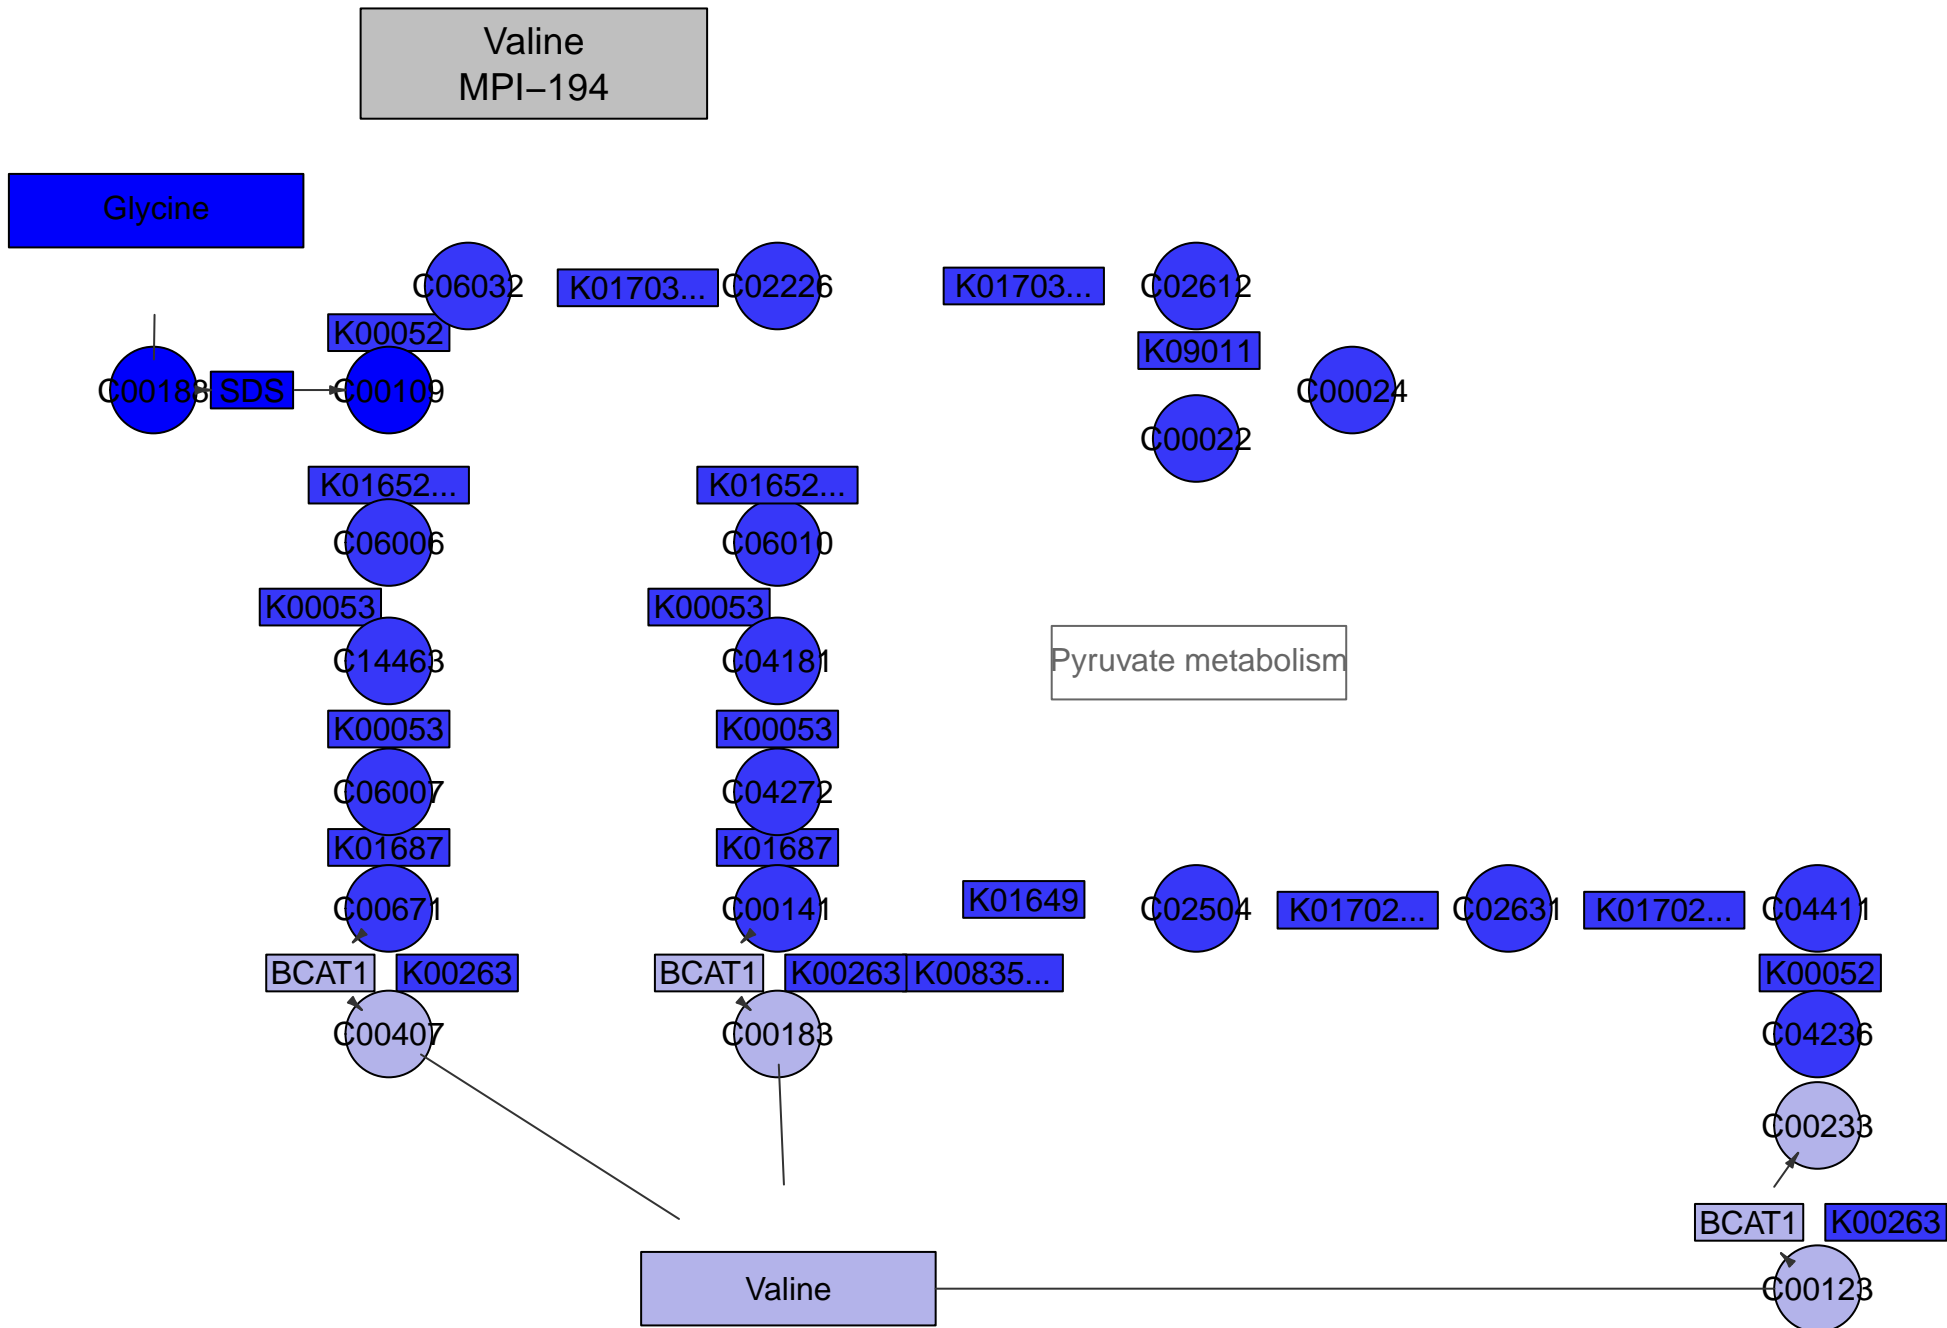 Valine
MPI–194
Glycine
C06032
K01703...
C02226
K01703...
C02612
K00052
K09011
C00188
SDS
C00109
C00024
C00022
K01652...
K01652...
C06006
C06010
K00053
K00053
C14463
C04181
Pyruvate metabolism
K00053
K00053
C06007
C04272
K01687
K01687
C00671
C00141
K01649
C02504
K01702...
C02631
K01702...
C04411
BCAT1
K00263
BCAT1
K00263
K00835...
K00052
C00407
C00183
C04236
C00233
BCAT1
K00263
Valine
C00123